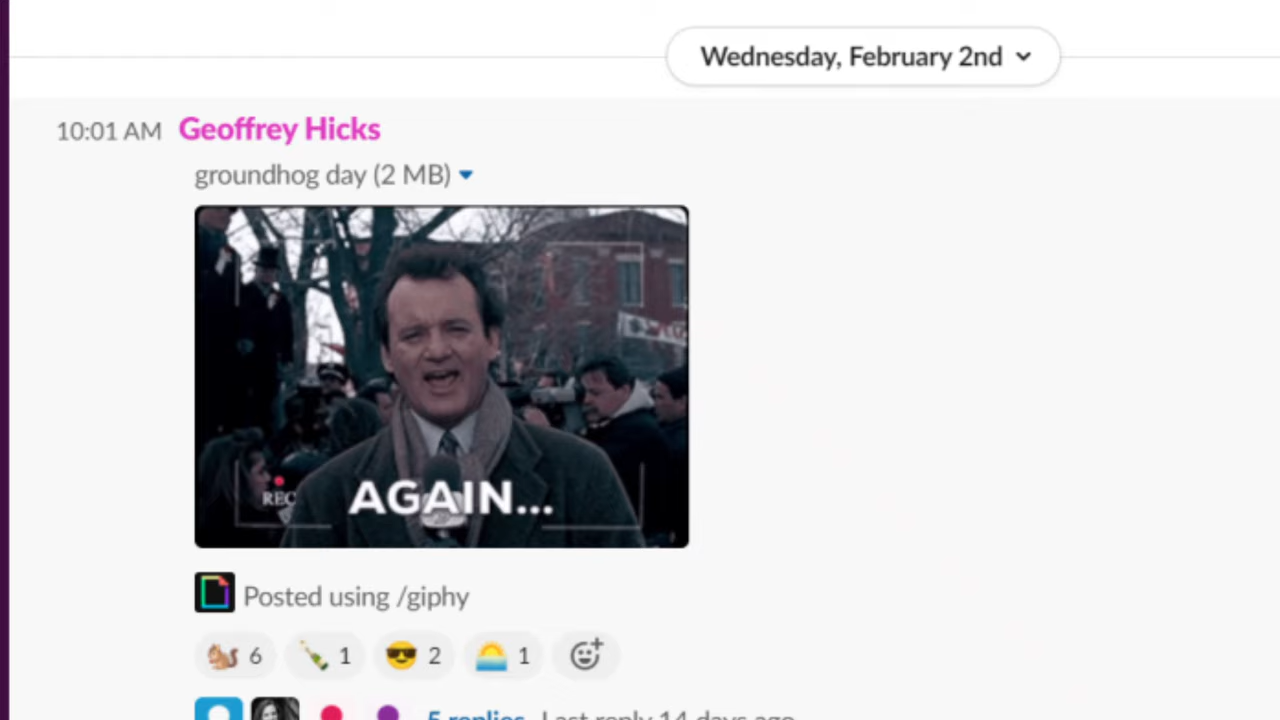 Wednesday, February 2nd
10:01 AM Geoffrey Hicks
groundhog day (2 MB)
REC
AGAIN...
Posted using /giphy
6 1 2 1
5 replies Last reply 14 days ago